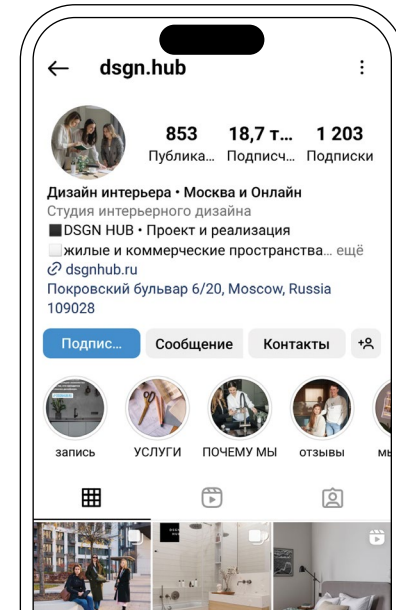 dsgn.hub
853 18,7 т... 1 203
Публика... Подписч... Подписки
Дизайн интерьера • Москва и Онлайн
Студия интерьерного дизайна
DSGN HUB • Проект и реализация
жилые и коммерческие пространства... ещё
dsgnhub.ru
Покровский бульвар 6/20, Moscow, Russia
109028
Подпис... Сообщение Контакты
запись УСЛУГИ ПОЧЕМУ МЫ отзывы мы